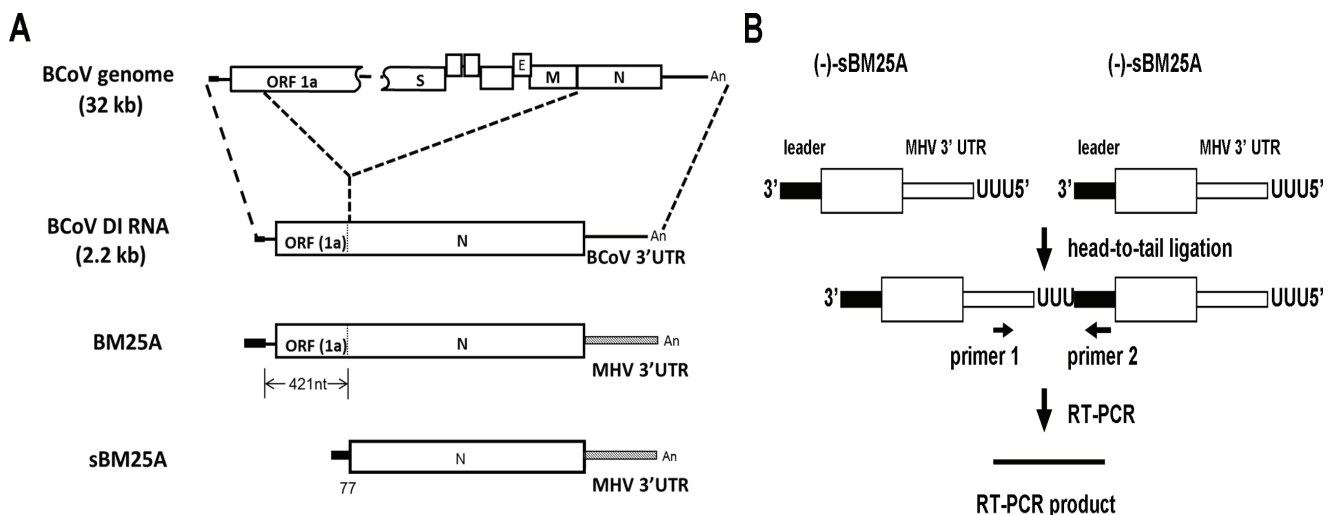 A
BCoV genome
(32 kb)
ORF 1a
S
E
M
N
An
BCoV DI RNA
(2.2 kb)
ORF (1a)
N
An
BCoV 3’UTR
BM25A
ORF (1a)
N
An
MHV 3’UTR
421nt
sBM25A
N
An
MHV 3’UTR
77
B
(-)-sBM25A
(-)-sBM25A
leader
MHV 3’ UTR
leader
MHV 3’ UTR
3’
UUU5’
3’
UUU5’
head-to-tail ligation
3’
UUU
UUU5’
primer 1
primer 2
RT-PCR
RT-PCR product